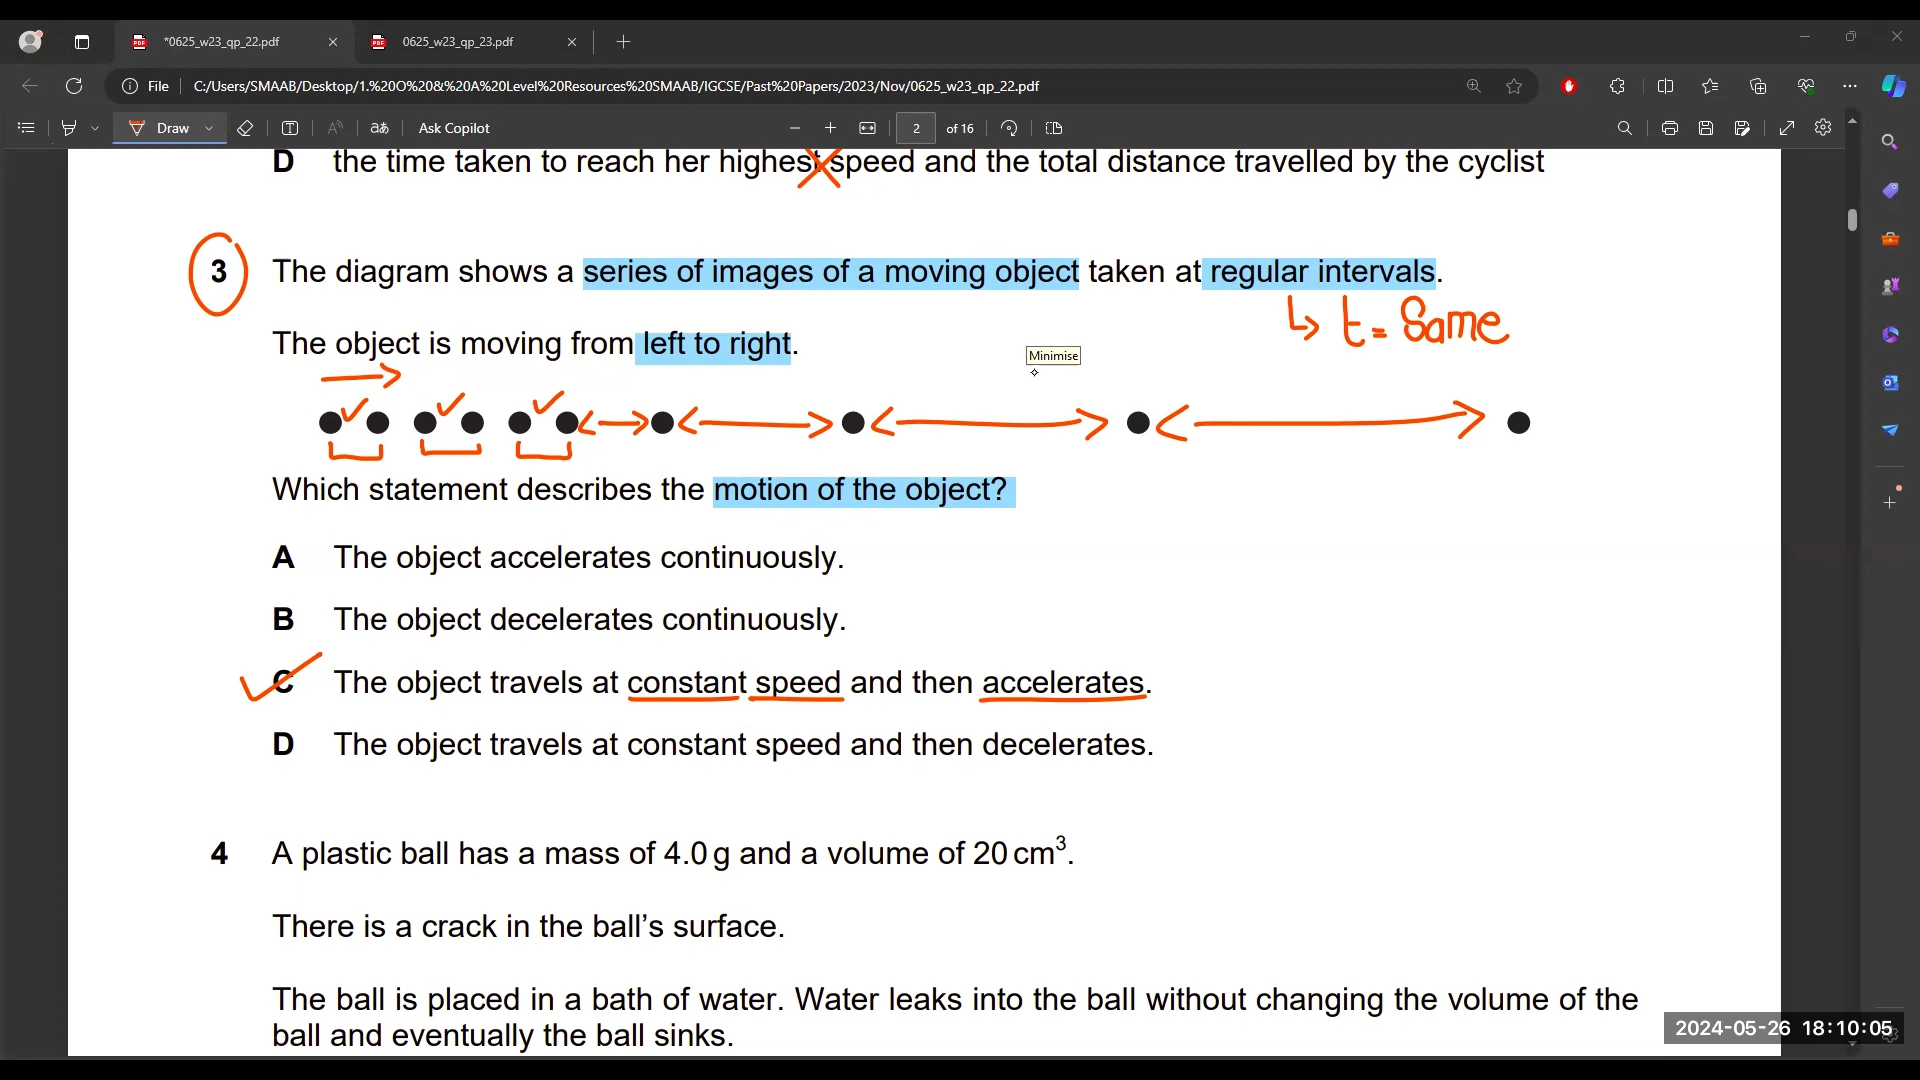 *0625_w23_qp_22.pdf
0625_w23_qp_23.pdf
File C:/Users/SMAAB/Desktop/1.%20O%20&%20A%20Level%20Resources%20SMAAB/IGCSE/Past%20Papers/2023/Nov/0625_w23_qp_22.pdf
Draw
aあ Ask Copilot
2 of 16
D the time taken to reach her highest speed and the total distance travelled by the cyclist
3 The diagram shows a series of images of a moving object taken at regular intervals.
t = Same
The object is moving from left to right.
Minimise
Which statement describes the motion of the object?
A The object accelerates continuously.
B The object decelerates continuously.
C The object travels at constant speed and then accelerates.
D The object travels at constant speed and then decelerates.
4 A plastic ball has a mass of 4.0 g and a volume of 20 cm³.
There is a crack in the ball’s surface.
The ball is placed in a bath of water. Water leaks into the ball without changing the volume of the
ball and eventually the ball sinks.
2024-05-26 18:10:05